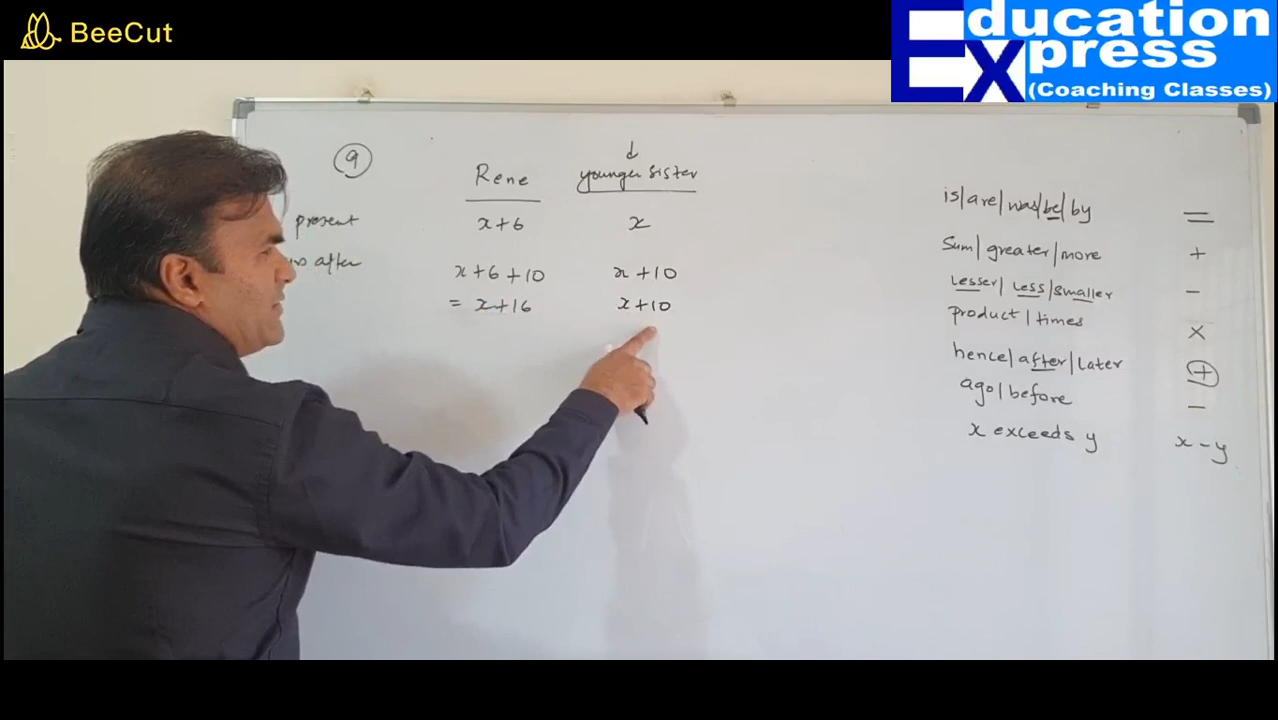 BeeCut
Education
Express
(Coaching Classes)
9
Rene
younger sister
present
x+6
x
after
x+6+10
x+10
= x+16
x+10
is/are/was/be/by =
Sum/greater/more +
Lesser/Less/smaller −
product/times ×
hence/after/Later +
ago/before −
x exceeds y x-y